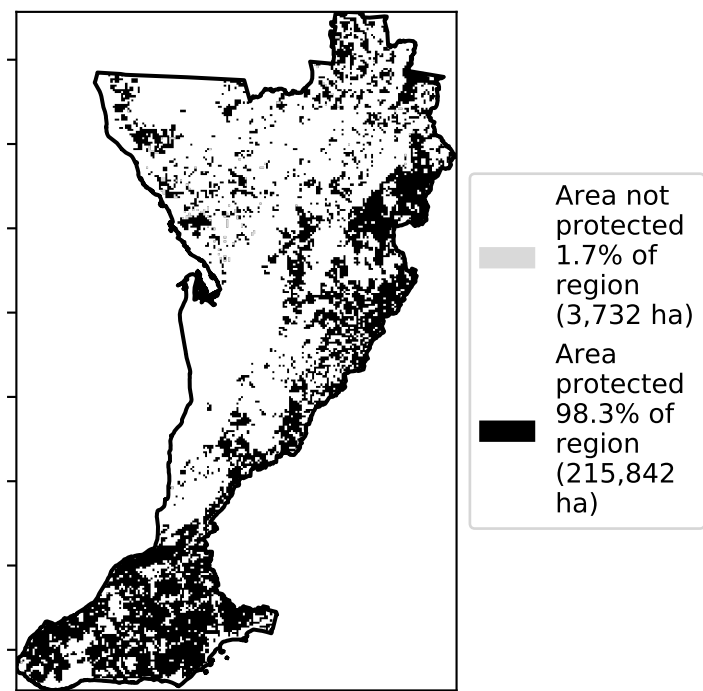 Area not
protected
1.7% of
region
(3,732 ha)
Area
protected
98.3% of
region
(215,842
ha)